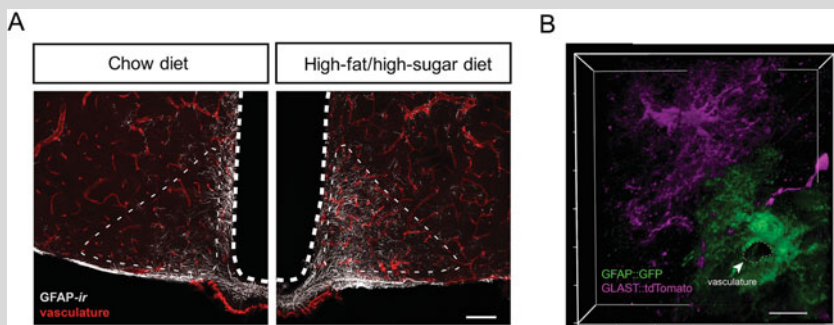 A
Chow diet
High-fat/high-sugar diet
GFAP-ir
vasculature
B
GFAP::GFP
GLAST::tdTomato
vasculature